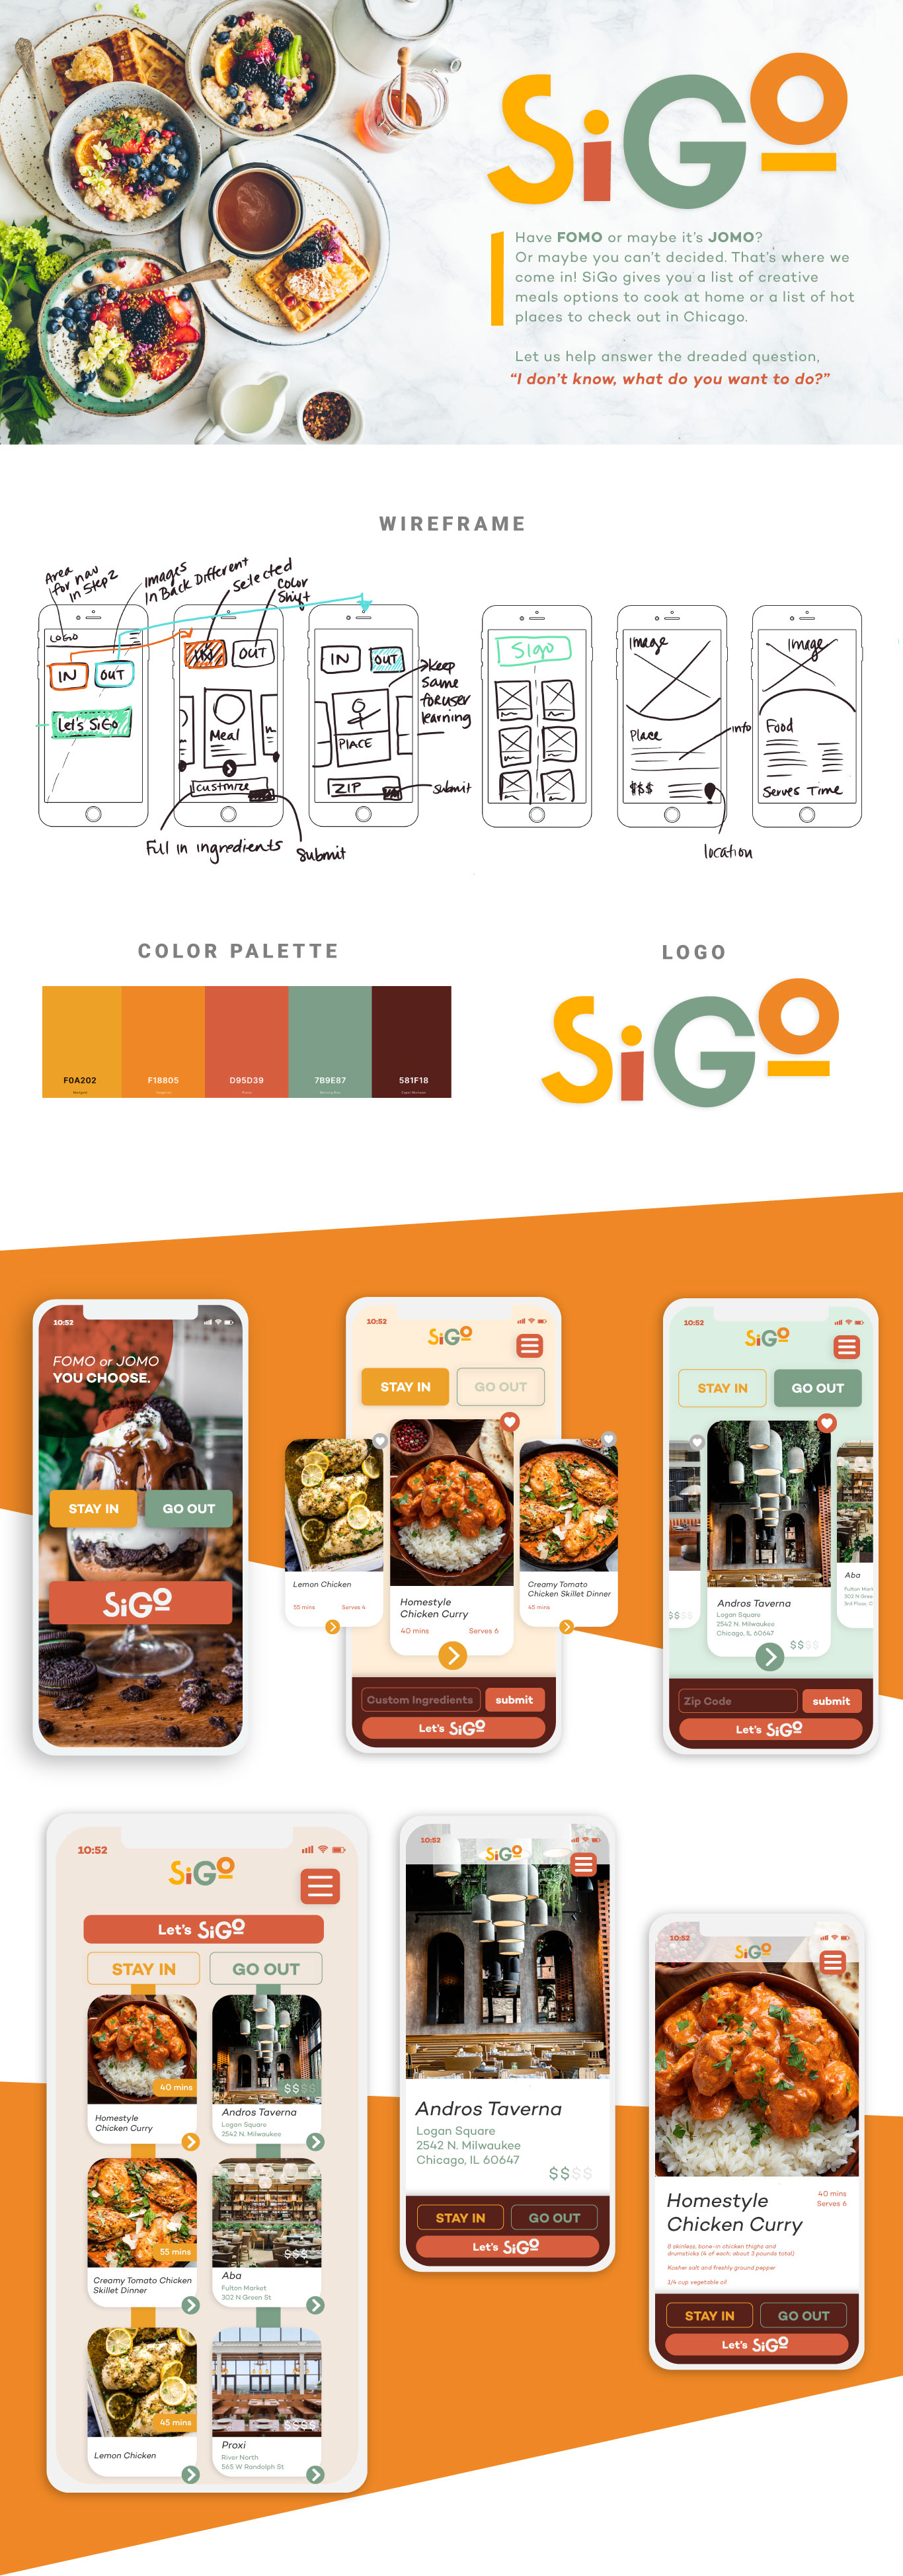 SiGo
Have FOMO or maybe it's JOMO?
Or maybe you can't decided. That's where we
come in! SiGo gives you a list of creative
meals options to cook at home or a list of hot
places to check out in Chicago.
Let us help answer the dreaded question,
“I don't know, what do you want to do?”
WIREFRAME
Area
for nav
in Step 2
Images
In Back Different
Selected
Color
Shift
LOGO
IN
OUT
Let's SiGo
OUT
Meal
Customize
Fill in ingredients
Submit
IN
OUT
PLACE
ZIP
Keep
same
for user
learning
Submit
Sigo
Image
Place
info
$$$
location
Image
Food
Serves Time
COLOR PALETTE
F0A202
F18805
D95D39
7B9E87
581F18
LOGO
SiGo
10:52
FOMO or JOMO
YOU CHOOSE.
STAY IN
GO OUT
SiGo
10:52
SiGo
STAY IN
GO OUT
Lemon Chicken
55 mins
Serves 4
Homestyle
Chicken Curry
40 mins
Serves 6
Creamy Tomato
Chicken Skillet Dinner
45 mins
Custom Ingredients
submit
Let's SiGo
10:52
SiGo
STAY IN
GO OUT
$$$$
Andros Taverna
Logan Square
2542 N. Milwaukee
Chicago, IL 60647
$$$$
Aba
Fulton Mark
302 N Gree
3rd Floor, C
Zip Code
submit
Let's SiGo
10:52
SiGo
Let's SiGo
STAY IN
GO OUT
40 mins
Homestyle
Chicken Curry
$$$$
Andros Taverna
Logan Square
2542 N. Milwaukee
55 mins
Creamy Tomato Chicken
Skillet Dinner
$$$$
Aba
Fulton Market
302 N Green St
45 mins
Lemon Chicken
$$$$
Proxi
River North
565 W Randolph St
10:52
SiGo
Andros Taverna
Logan Square
2542 N. Milwaukee
Chicago, IL 60647
$$$$
STAY IN
GO OUT
Let's SiGo
10:52
SiGo
Homestyle
Chicken Curry
40 mins
Serves 6
8 skinless, bone-in chicken thighs and
drumsticks (4 of each, about 3 pounds total)
Kosher salt and freshly ground pepper
1/4 cup vegetable oil
STAY IN
GO OUT
Let's SiGo